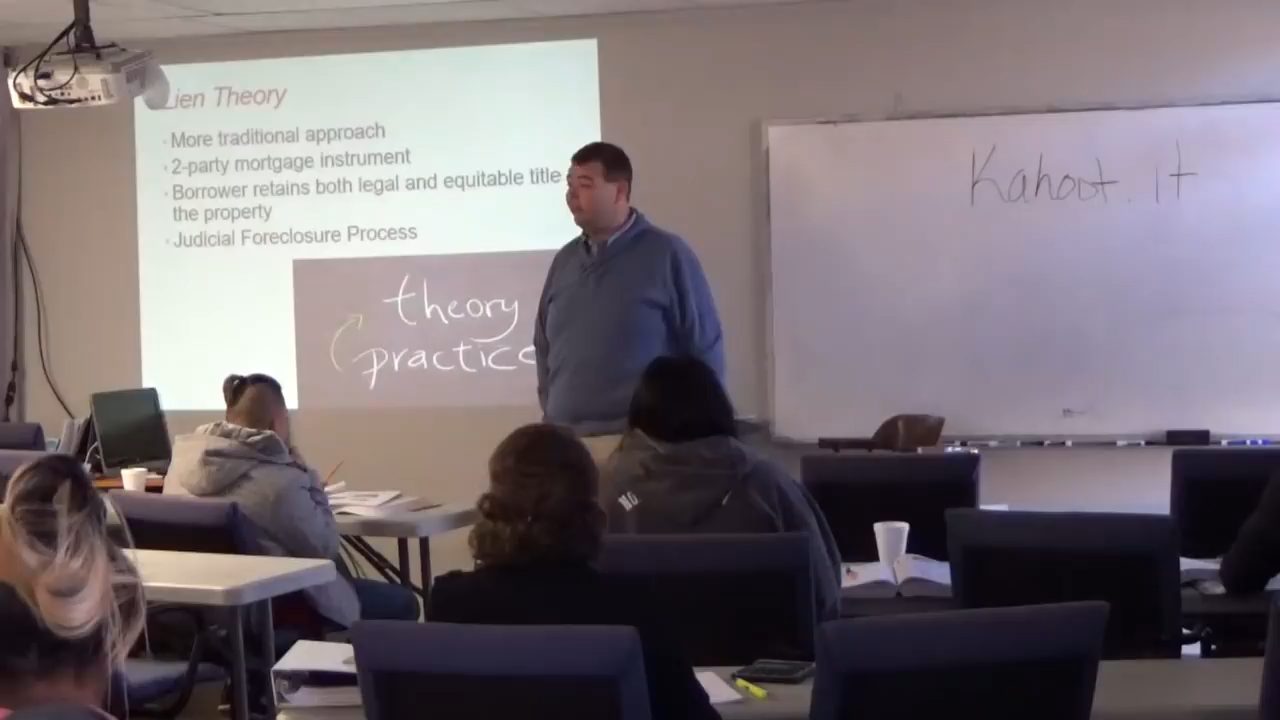 Lien Theory
More traditional approach
2-party mortgage instrument
Borrower retains both legal and equitable title
the property
Judicial Foreclosure Process
theory
practice
Kahoot.it